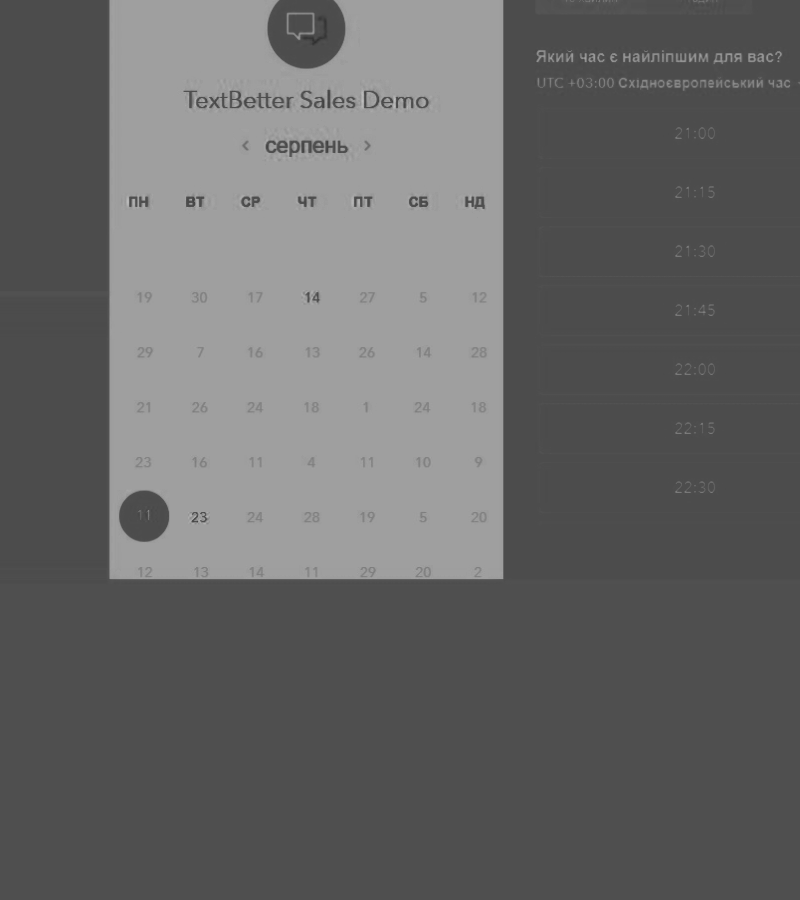 TextBetter Sales Demo
‹ серпень ›
ПН ВТ СР ЧТ ПТ СБ НД
19 30 17 14 27 5 12
29 7 16 13 26 14 28
21 26 24 18 1 24 18
23 16 11 4 11 10 9
11 23 24 28 19 5 20
12 13 14 11 29 20 2
Який час є найліпшим для вас?
UTC +03:00 Східноєвропейський час
21:00
21:15
21:30
21:45
22:00
22:15
22:30